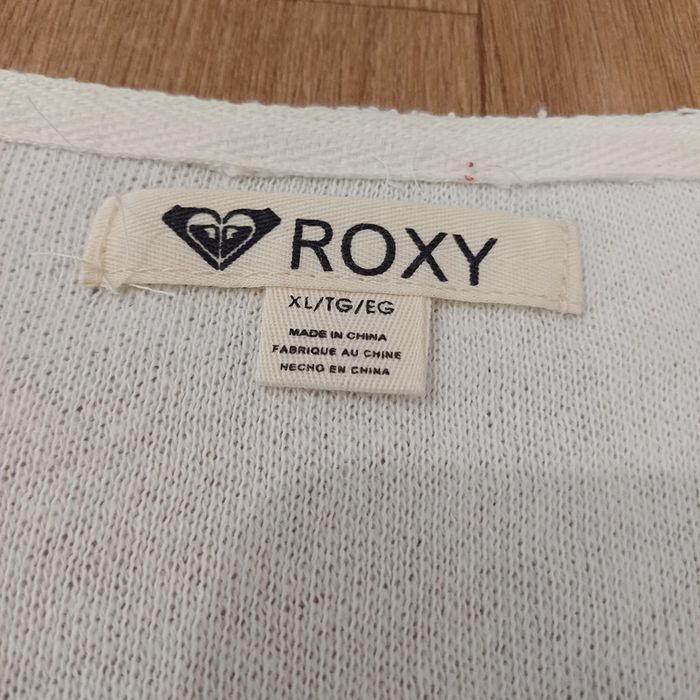 ROXY
XL/TG/EG
MADE IN CHINA
FABRIQUE AU CHINE
HECHO EN CHINA